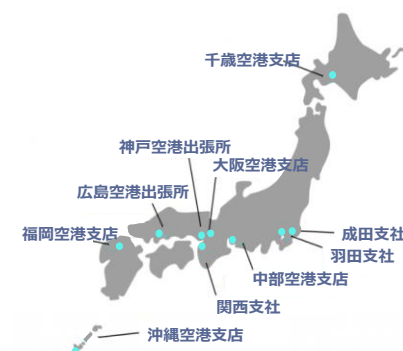 千歳空港支店
神戸空港出張所
大阪空港支店
広島空港出張所
福岡空港支店
成田支社
羽田支社
中部空港支店
関西支社
沖縄空港支店